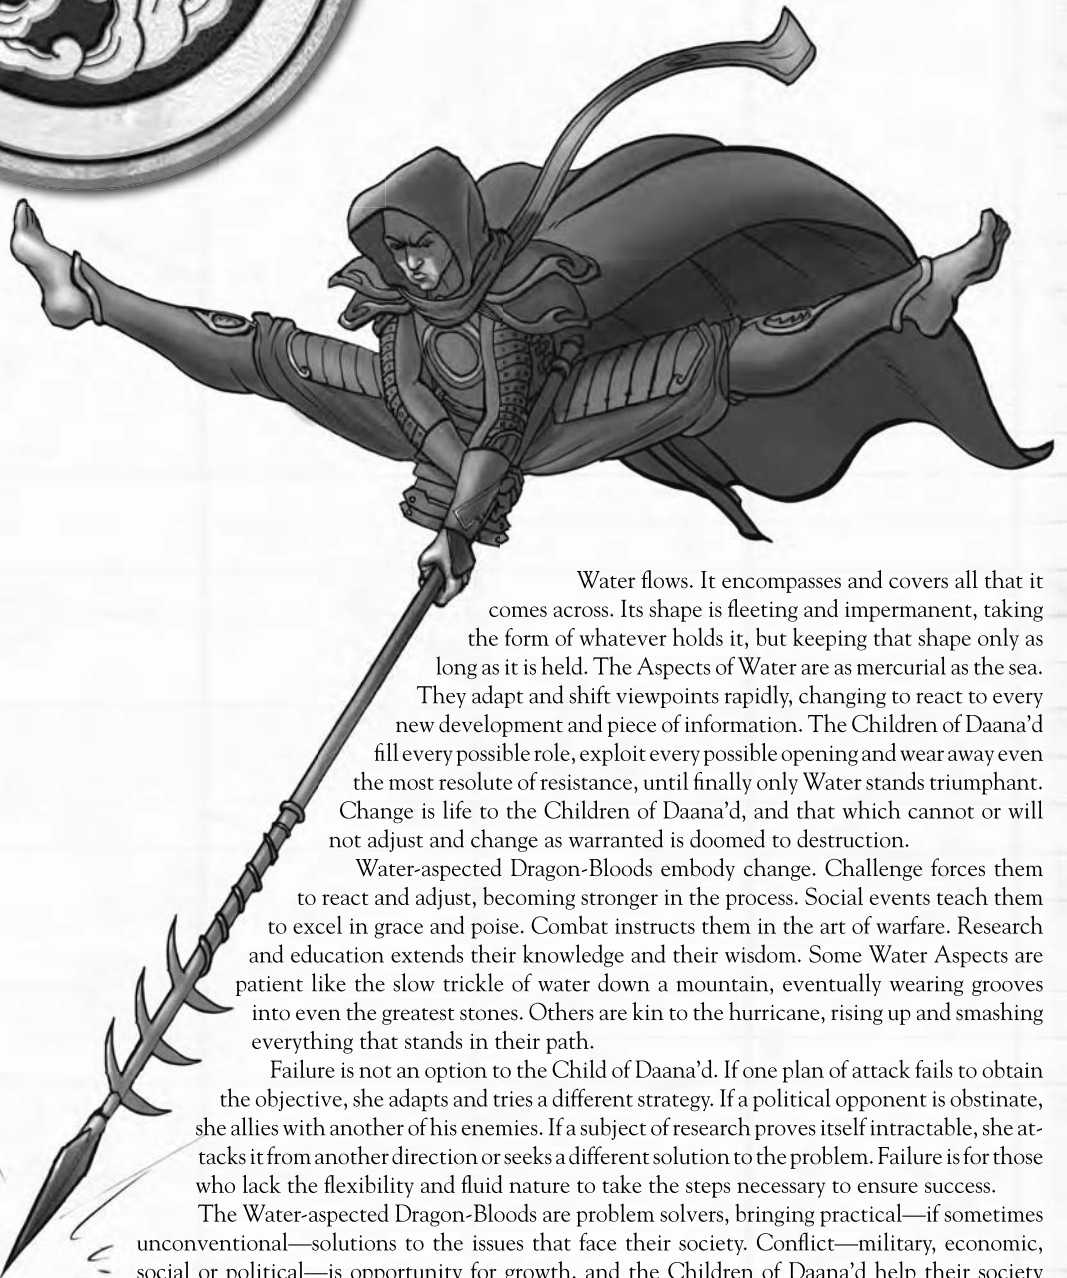 Water flows. It encompasses and covers all that it
comes across. Its shape is fleeting and impermanent, taking
the form of whatever holds it, but keeping that shape only as
long as it is held. The Aspects of Water are as mercurial as the sea.
They adapt and shift viewpoints rapidly, changing to react to every
new development and piece of information. The Children of Daana’d
fill every possible role, exploit every possible opening and wear away even
the most resolute of resistance, until finally only Water stands triumphant.
Change is life to the Children of Daana’d, and that which cannot or will
not adjust and change as warranted is doomed to destruction.
Water-aspected Dragon-Bloods embody change. Challenge forces them
to react and adjust, becoming stronger in the process. Social events teach them
to excel in grace and poise. Combat instructs them in the art of warfare. Research
and education extends their knowledge and their wisdom. Some Water Aspects are
patient like the slow trickle of water down a mountain, eventually wearing grooves
into even the greatest stones. Others are kin to the hurricane, rising up and smashing
everything that stands in their path.
Failure is not an option to the Child of Daana’d. If one plan of attack fails to obtain
the objective, she adapts and tries a different strategy. If a political opponent is obstinate,
she allies with another of his enemies. If a subject of research proves itself intractable, she at-
tacks it from another direction or seeks a different solution to the problem. Failure is for those
who lack the flexibility and fluid nature to take the steps necessary to ensure success.
The Water-aspected Dragon-Bloods are problem solvers, bringing practical—if sometimes
unconventional—solutions to the issues that face their society. Conflict—military, economic,
social or political—is opportunity for growth, and the Children of Daana’d help their society